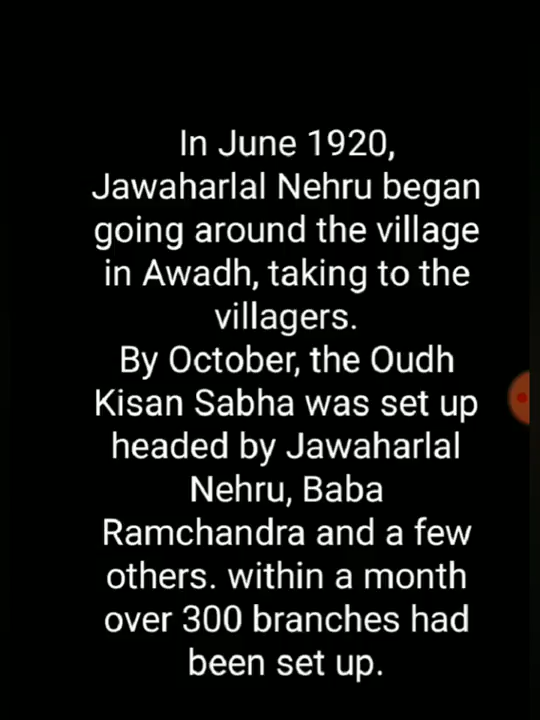 In June 1920,
Jawaharlal Nehru began
going around the village
in Awadh, taking to the
villagers.
By October, the Oudh
Kisan Sabha was set up
headed by Jawaharlal
Nehru, Baba
Ramchandra and a few
others. within a month
over 300 branches had
been set up.